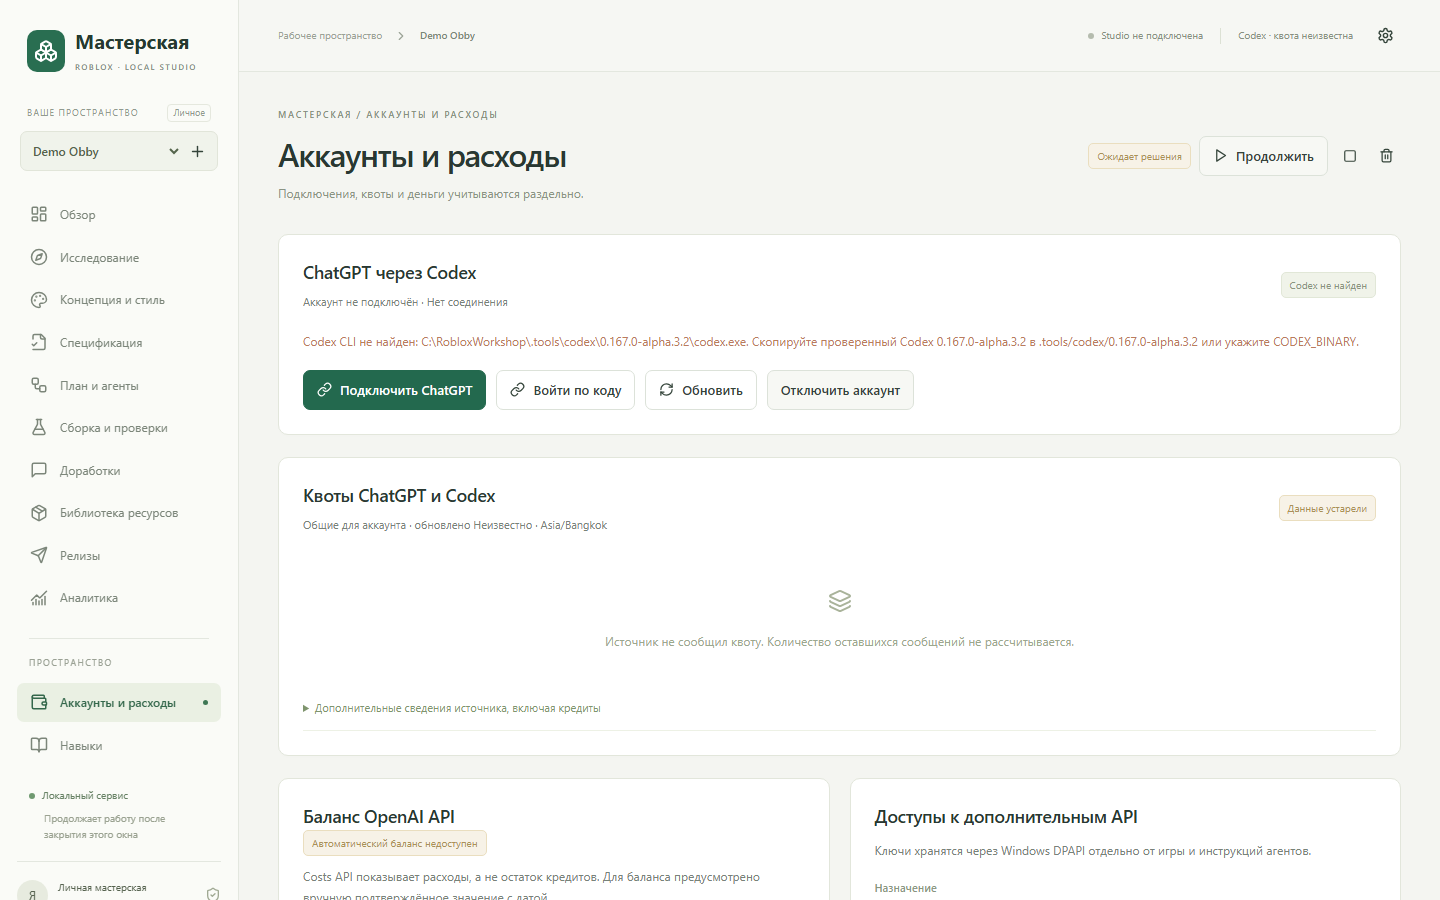 Мастерская
ROBLOX · LOCAL STUDIO
ВАШЕ ПРОСТРАНСТВО
Личное
Demo Obby
Обзор
Исследование
Концепция и стиль
Спецификация
План и агенты
Сборка и проверки
Доработки
Библиотека ресурсов
Релизы
Аналитика
ПРОСТРАНСТВО
Аккаунты и расходы
Навыки
Локальный сервис
Продолжает работу после
закрытия этого окна
Я
Личная мастерская
Рабочее пространство
Demo Obby
Studio не подключена
Codex · квота неизвестна
МАСТЕРСКАЯ / АККАУНТЫ И РАСХОДЫ
Аккаунты и расходы
Ожидает решения
Продолжить
Подключения, квоты и деньги учитываются раздельно.
ChatGPT через Codex
Аккаунт не подключён · Нет соединения
Codex не найден
Codex CLI не найден: C:\RobloxWorkshop\.tools\codex\0.167.0-alpha.3.2\codex.exe. Скопируйте проверенный Codex 0.167.0-alpha.3.2 в .tools/codex/0.167.0-alpha.3.2 или укажите CODEX_BINARY.
Подключить ChatGPT
Войти по коду
Обновить
Отключить аккаунт
Квоты ChatGPT и Codex
Общие для аккаунта · обновлено Неизвестно · Asia/Bangkok
Данные устарели
Источник не сообщил квоту. Количество оставшихся сообщений не рассчитывается.
Дополнительные сведения источника, включая кредиты
Баланс OpenAI API
Автоматический баланс недоступен
Costs API показывает расходы, а не остаток кредитов. Для баланса предусмотрено
вручную подтверждённое значение с датой.
Доступы к дополнительным API
Ключи хранятся через Windows DPAPI отдельно от игры и инструкций агентов.
Назначение